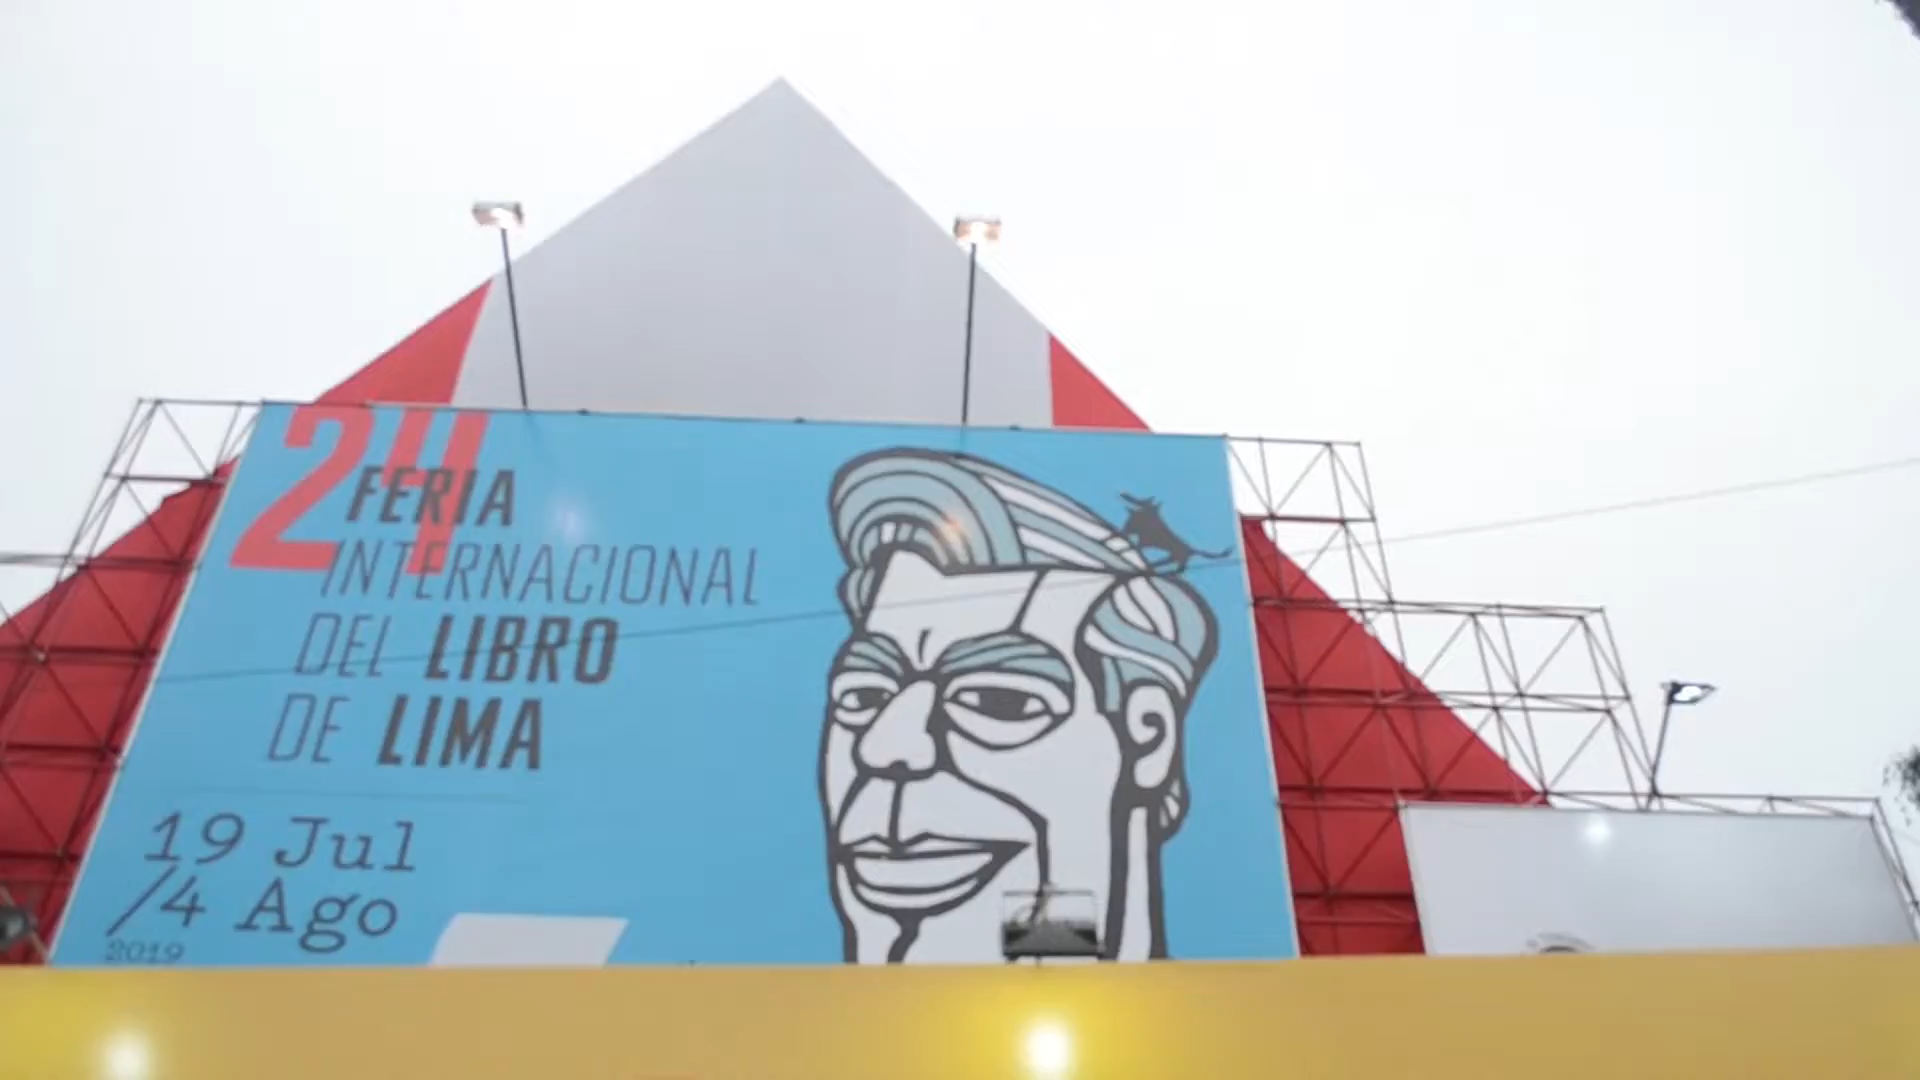 24
FERIA
INTERNACIONAL
DEL LIBRO
DE LIMA
19 Jul
/4 Ago
2019